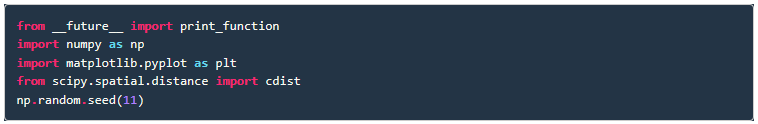 from __future__ import print_function
import numpy as np
import matplotlib.pyplot as plt
from scipy.spatial.distance import cdist
np.random.seed(11)